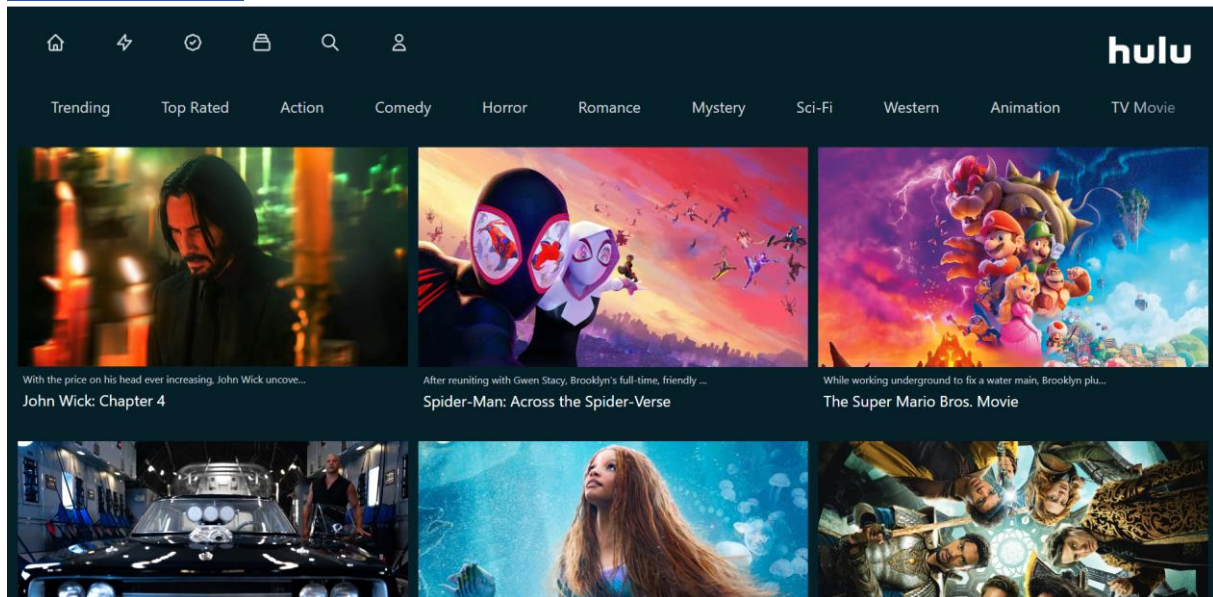 hulu
Trending Top Rated Action Comedy Horror Romance Mystery Sci-Fi Western Animation TV Movie
With the price on his head ever increasing, John Wick uncove...
John Wick: Chapter 4
After reuniting with Gwen Stacy, Brooklyn's full-time, friendly ...
Spider-Man: Across the Spider-Verse
While working underground to fix a water main, Brooklyn plu...
The Super Mario Bros. Movie